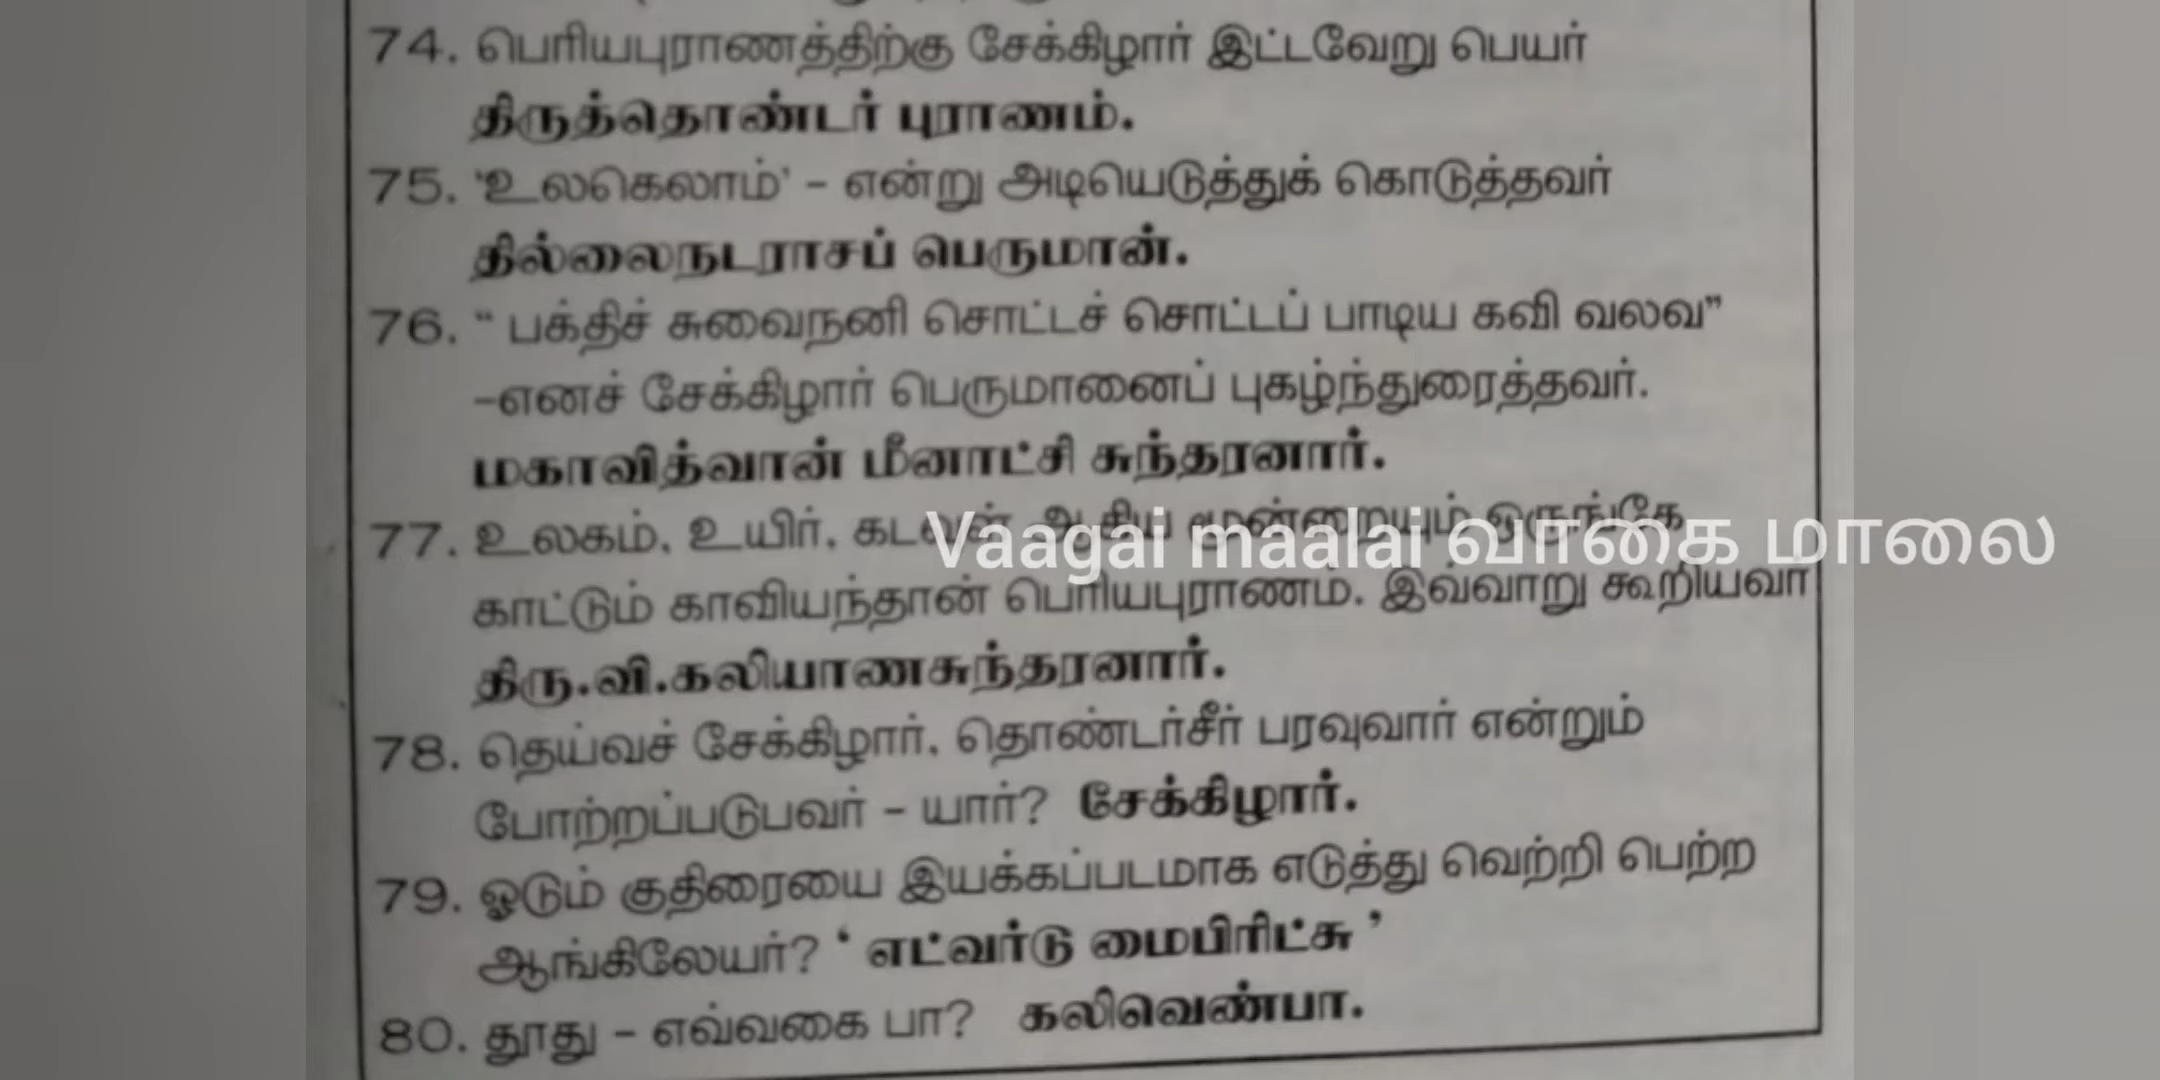 74. பெரியபுராணத்திற்கு சேக்கிழார் இட்டவேறு பெயர்
திருத்தொண்டர் புராணம்.
75. 'உலகெலாம்' - என்று அடியெடுத்துக் கொடுத்தவர்
தில்லைநடராசப் பெருமான்.
76. “ பக்திச் சுவைநனி சொட்டச் சொட்டப் பாடிய கவி வலவ”
-எனச் சேக்கிழார் பெருமானைப் புகழ்ந்துரைத்தவர்.
மகாவித்வான் மீனாட்சி சுந்தரனார்.
77. உலகம், உயிர், கடவுள் ஆகிய மூன்றையும் ஒருங்கே
Vaagai maalai வாகை மாலை
காட்டும் காவியந்தான் பெரியபுராணம். இவ்வாறு கூறியவர்
திரு.வி.கலியாணசுந்தரனார்.
78. தெய்வச் சேக்கிழார், தொண்டர்சீர் பரவுவார் என்றும்
போற்றப்படுபவர் - யார்? சேக்கிழார்.
79. ஓடும் குதிரையை இயக்கப்படமாக எடுத்து வெற்றி பெற்ற
ஆங்கிலேயர்? ‘ எட்வர்டு மைபிரிட்சு ’
80. தூது - எவ்வகை பா? கலிவெண்பா.